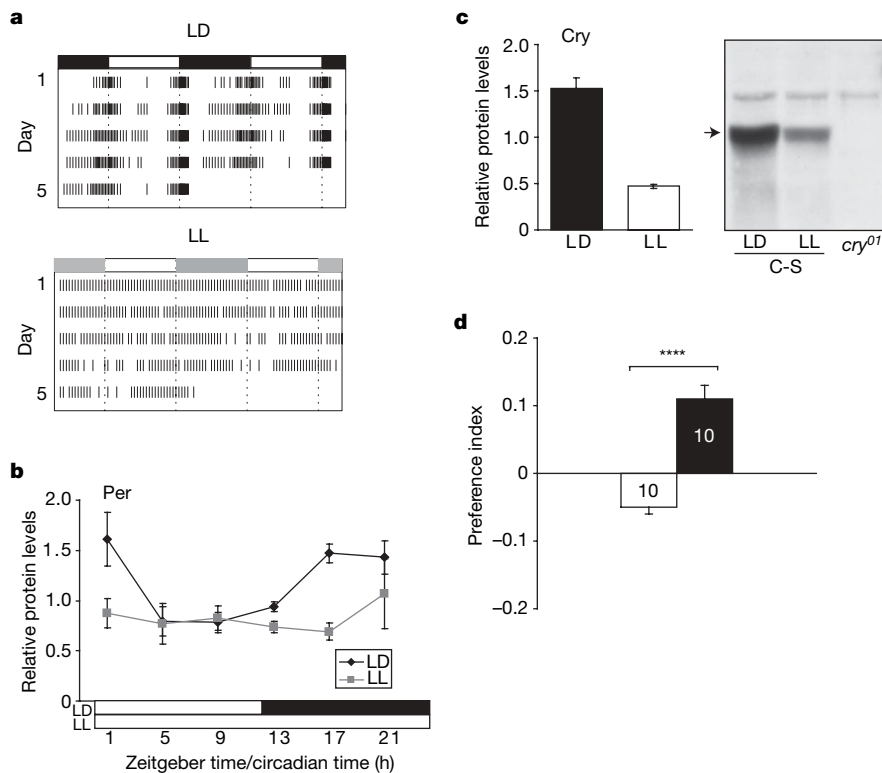 a
LD
1
Day
5
LL
1
Day
5
b
Per
2.0
1.5
1.0
0.5
0
Relative protein levels
LD
LL
LD
LL
1 5 9 13 17 21
Zeitgeber time/circadian time (h)
c
Cry
2.0
1.5
1.0
0.5
0
Relative protein levels
LD LL
LD LL cry01
C-S
d
0.2
0.1
0
−0.1
−0.2
Preference index
****
10
10